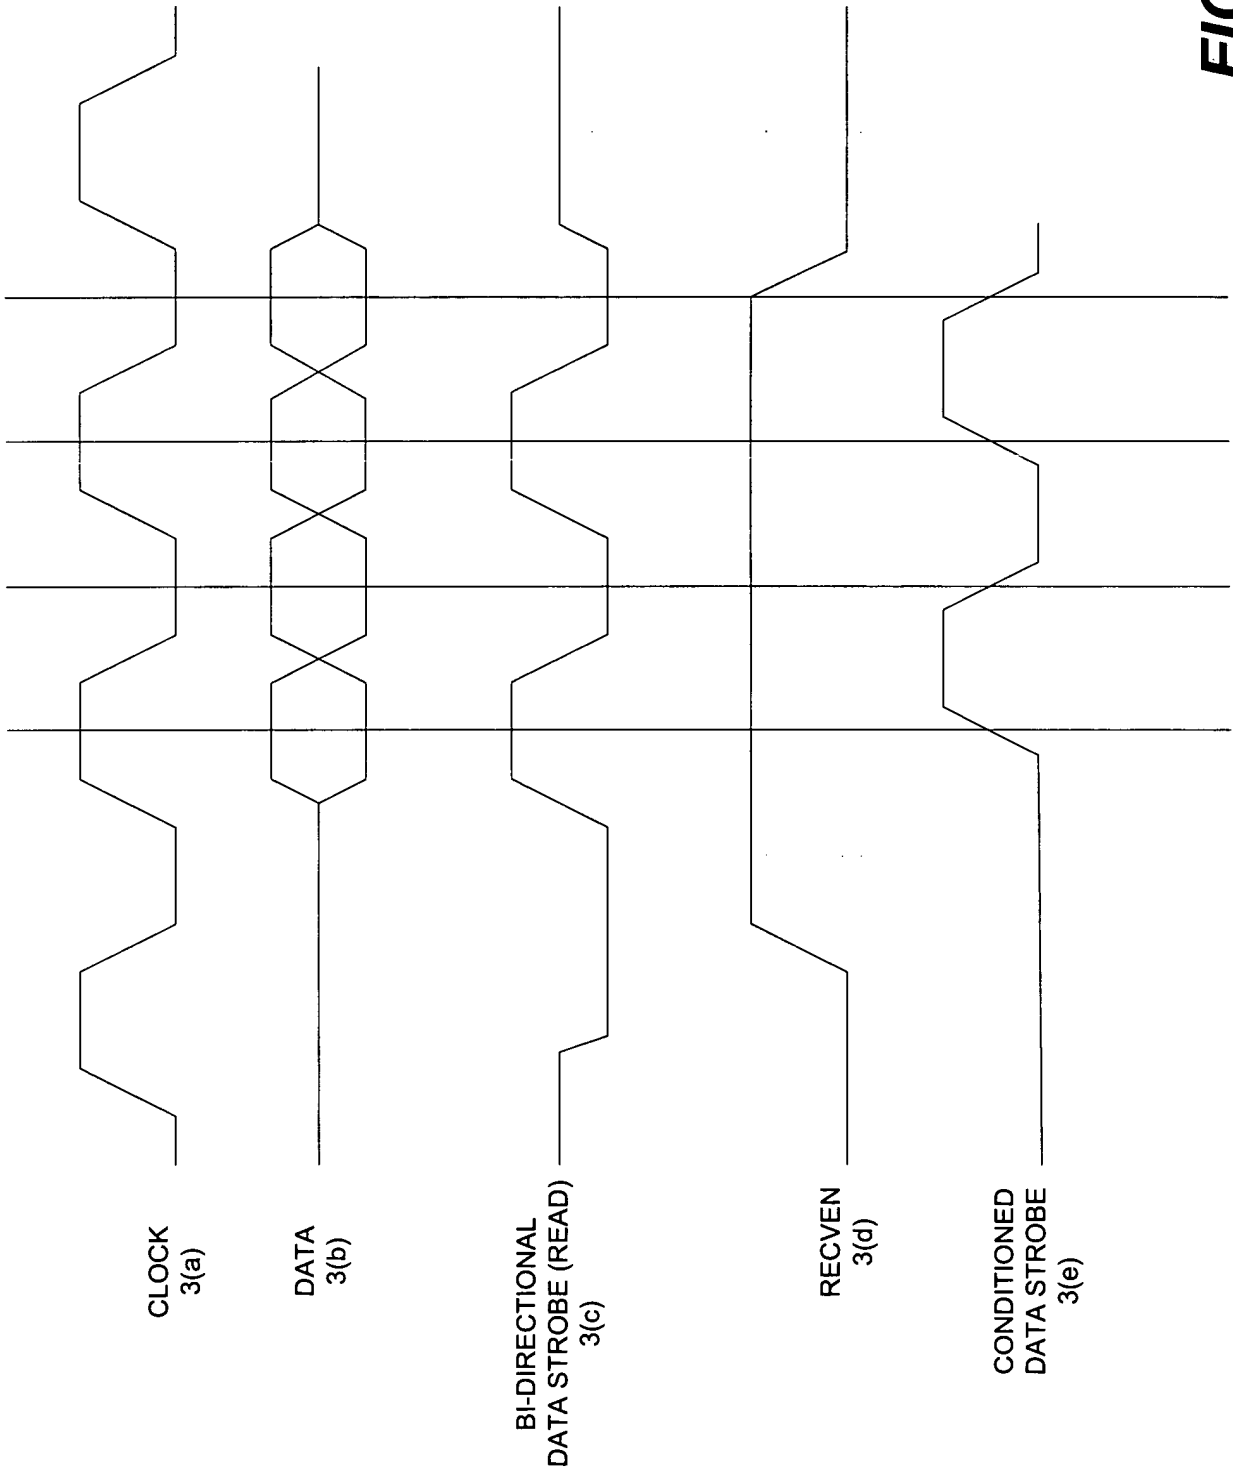 CLOCK
3(a)
DATA
3(b)
BI-DIRECTIONAL
DATA STROBE (READ)
3(c)
RECVEN
3(d)
CONDITIONED
DATA STROBE
3(e)